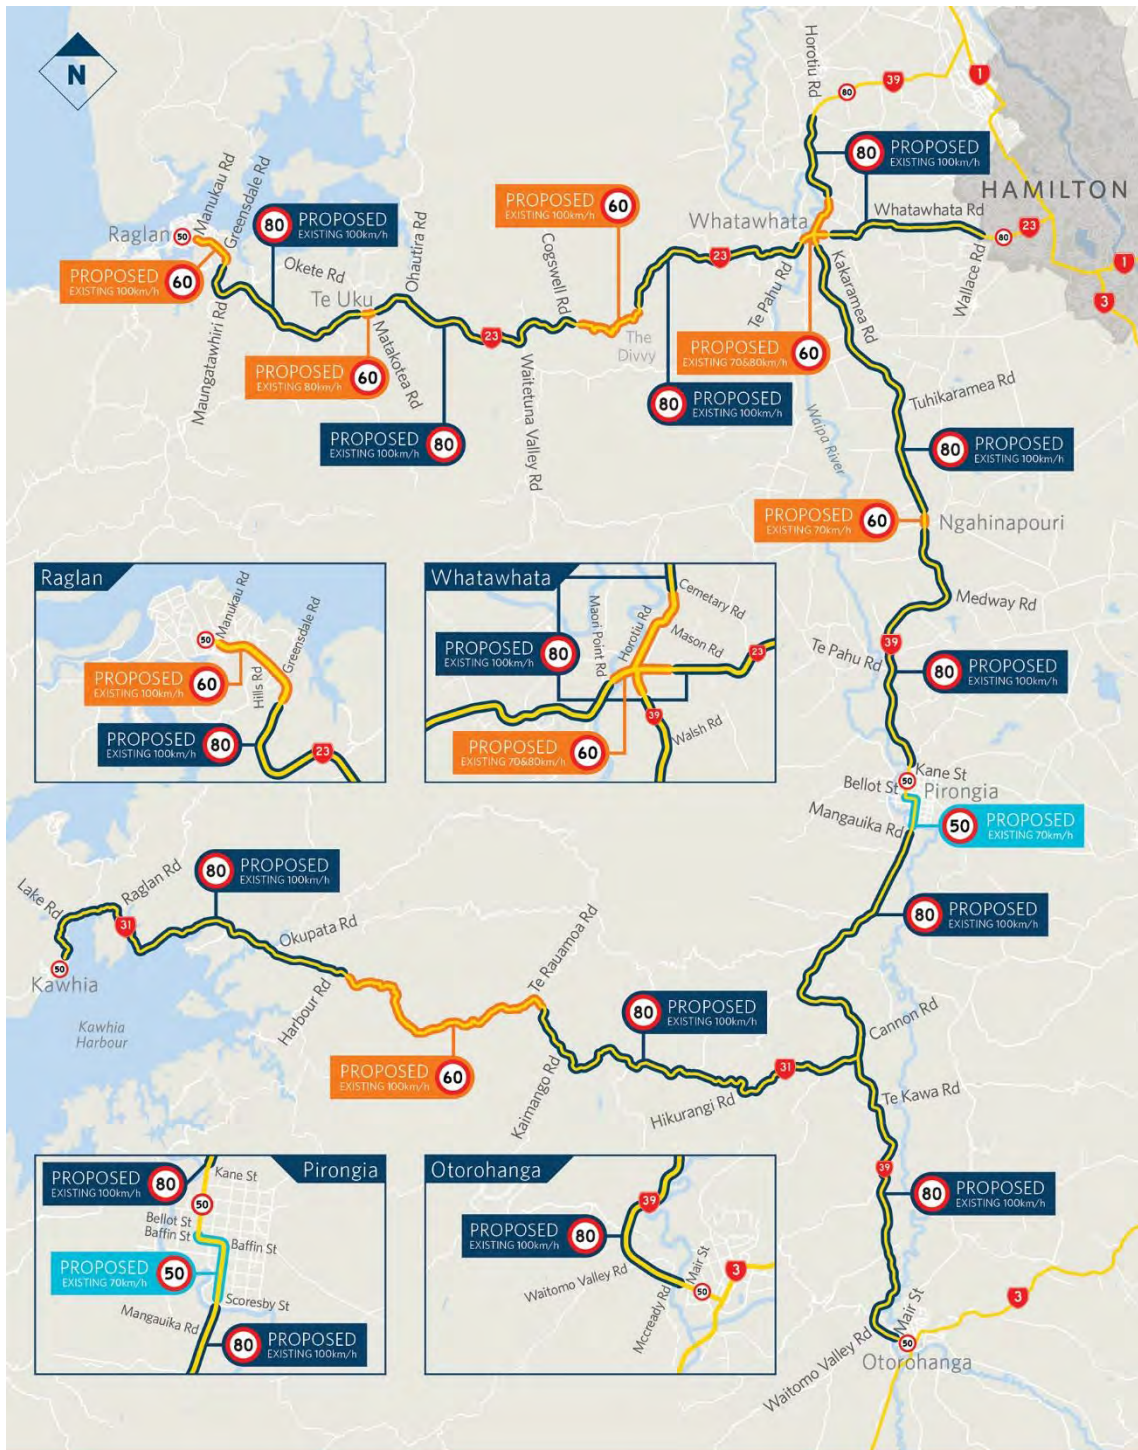 N
Horotiu Rd
80
39
1
80
PROPOSED
EXISTING 100km/h
HAMILTON
Manukau Rd
Greensdale Rd
Raglan
50
80
PROPOSED
EXISTING 100km/h
PROPOSED
EXISTING 100km/h
60
Whatawhata
Whatawhata Rd
80
23
Ohautira Rd
Cogswell Rd
23
PROPOSED
EXISTING 100km/h
60
Okete Rd
Te Uku
Te Pahu Rd
Kakaramea Rd
Wallace Rd
1
3
Maungatawhiri Rd
Matakotea Rd
23
The
Divvy
PROPOSED
EXISTING 80km/h
60
PROPOSED
EXISTING 70&80km/h
60
Waitetuna Valley Rd
80
PROPOSED
EXISTING 100km/h
Tuhikaramea Rd
PROPOSED
EXISTING 100km/h
80
Waipa River
80
PROPOSED
EXISTING 100km/h
PROPOSED
EXISTING 70km/h
60
Ngahinapouri
Raglan
Manukau Rd
50
Greensdale Rd
Hills Rd
PROPOSED
EXISTING 100km/h
60
PROPOSED
EXISTING 100km/h
80
23
Whatawhata
Cemetary Rd
Maori Point Rd
Horotiu Rd
Mason Rd
PROPOSED
EXISTING 100km/h
80
23
39
Walsh Rd
PROPOSED
EXISTING 70&80km/h
60
Medway Rd
39
Te Pahu Rd
80
PROPOSED
EXISTING 100km/h
Kane St
50
Bellot St
Pirongia
Mangauika Rd
50
PROPOSED
EXISTING 70km/h
80
PROPOSED
EXISTING 100km/h
Lake Rd
Raglan Rd
80
PROPOSED
EXISTING 100km/h
31
Okupata Rd
50
Kawhia
Kawhia
Harbour
Harbour Rd
Te Rauamoa Rd
80
PROPOSED
EXISTING 100km/h
Cannon Rd
PROPOSED
EXISTING 100km/h
60
Kaimango Rd
31
Hikurangi Rd
Te Kawa Rd
Pirongia
PROPOSED
EXISTING 100km/h
80
Kane St
50
Bellot St
Baffin St
Baffin St
PROPOSED
EXISTING 70km/h
50
Scoresby St
Mangauika Rd
80
PROPOSED
EXISTING 100km/h
Otorohanga
39
PROPOSED
EXISTING 100km/h
80
Waitomo Valley Rd
Mair St
3
50
Mccready Rd
39
80
PROPOSED
EXISTING 100km/h
3
Mair St
50
Waitomo Valley Rd
Otorohanga